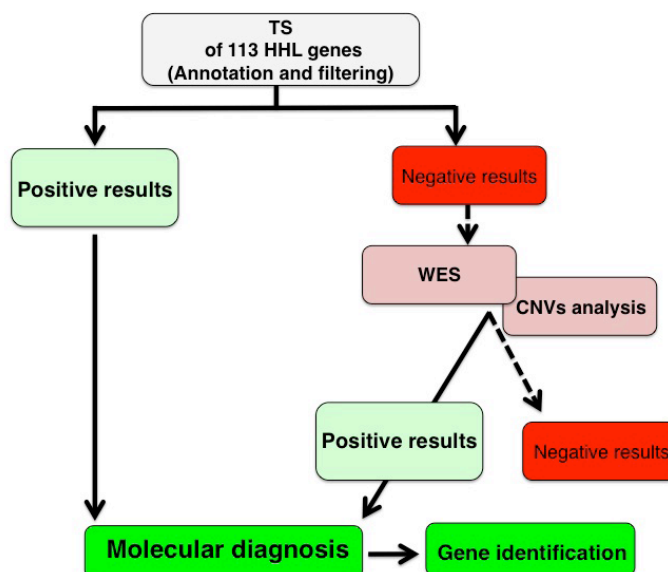 TS
of 113 HHL genes
(Annotation and filtering)
Positive results
Negative results
WES
CNVs analysis
Positive results
Negative results
Molecular diagnosis
Gene identification